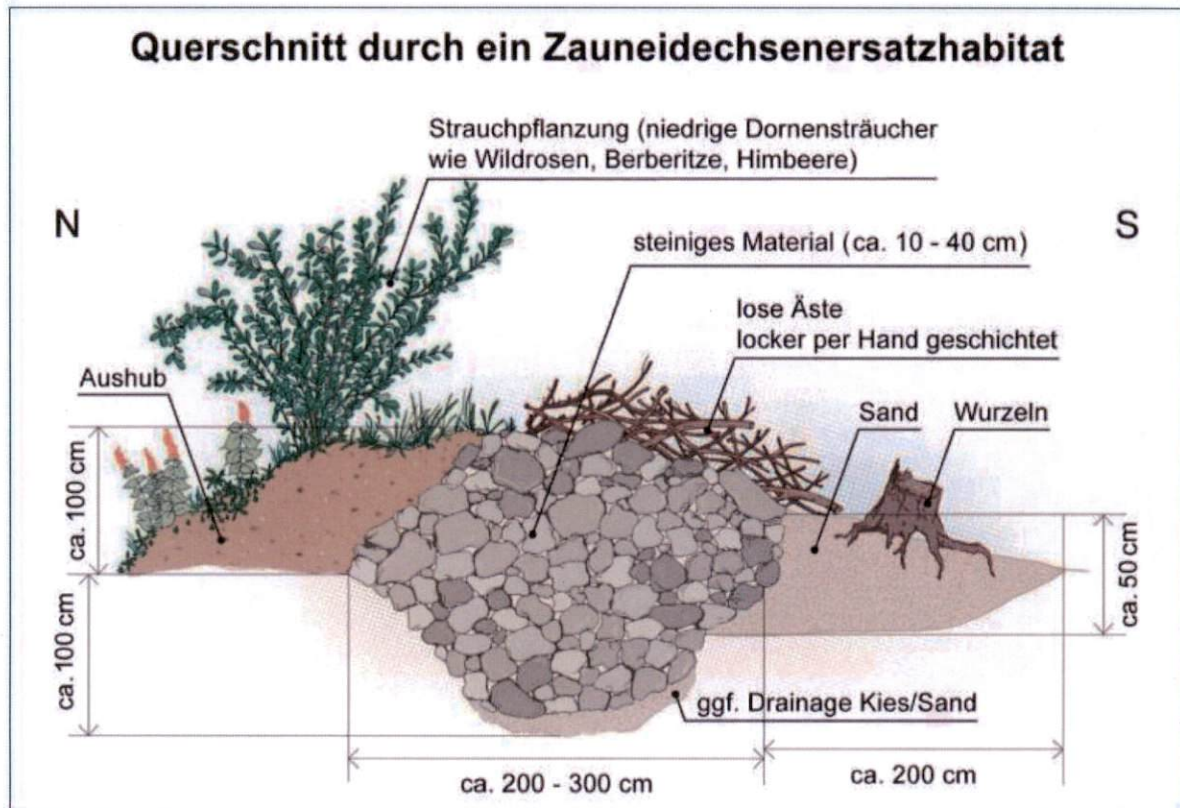 Querschnitt durch ein Zauneidechsenersatzhabitat
Strauchpflanzung (niedrige Dornensträucher
wie Wildrosen, Berberitze, Himbeere)
N
S
steiniges Material (ca. 10 - 40 cm)
lose Äste
locker per Hand geschichtet
Aushub
Sand
Wurzeln
ca. 100 cm
ca. 50 cm
ca. 100 cm
ggf. Drainage Kies/Sand
ca. 200 - 300 cm
ca. 200 cm